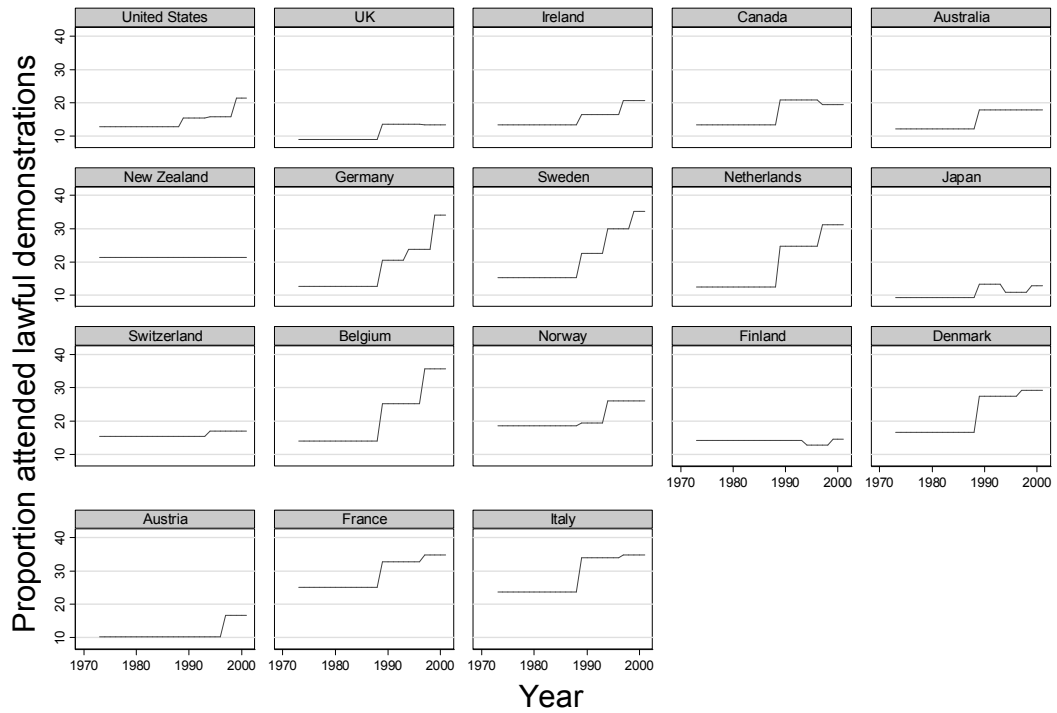 Proportion attended lawful demonstrations
United States UK Ireland Canada Australia
40
30
20
10
New Zealand Germany Sweden Netherlands Japan
40
30
20
10
Switzerland Belgium Norway Finland Denmark
40
30
20
10
1970 1980 1990 2000 1970 1980 1990 2000
Austria France Italy
40
30
20
10
1970 1980 1990 2000 1970 1980 1990 2000 1970 1980 1990 2000
Year